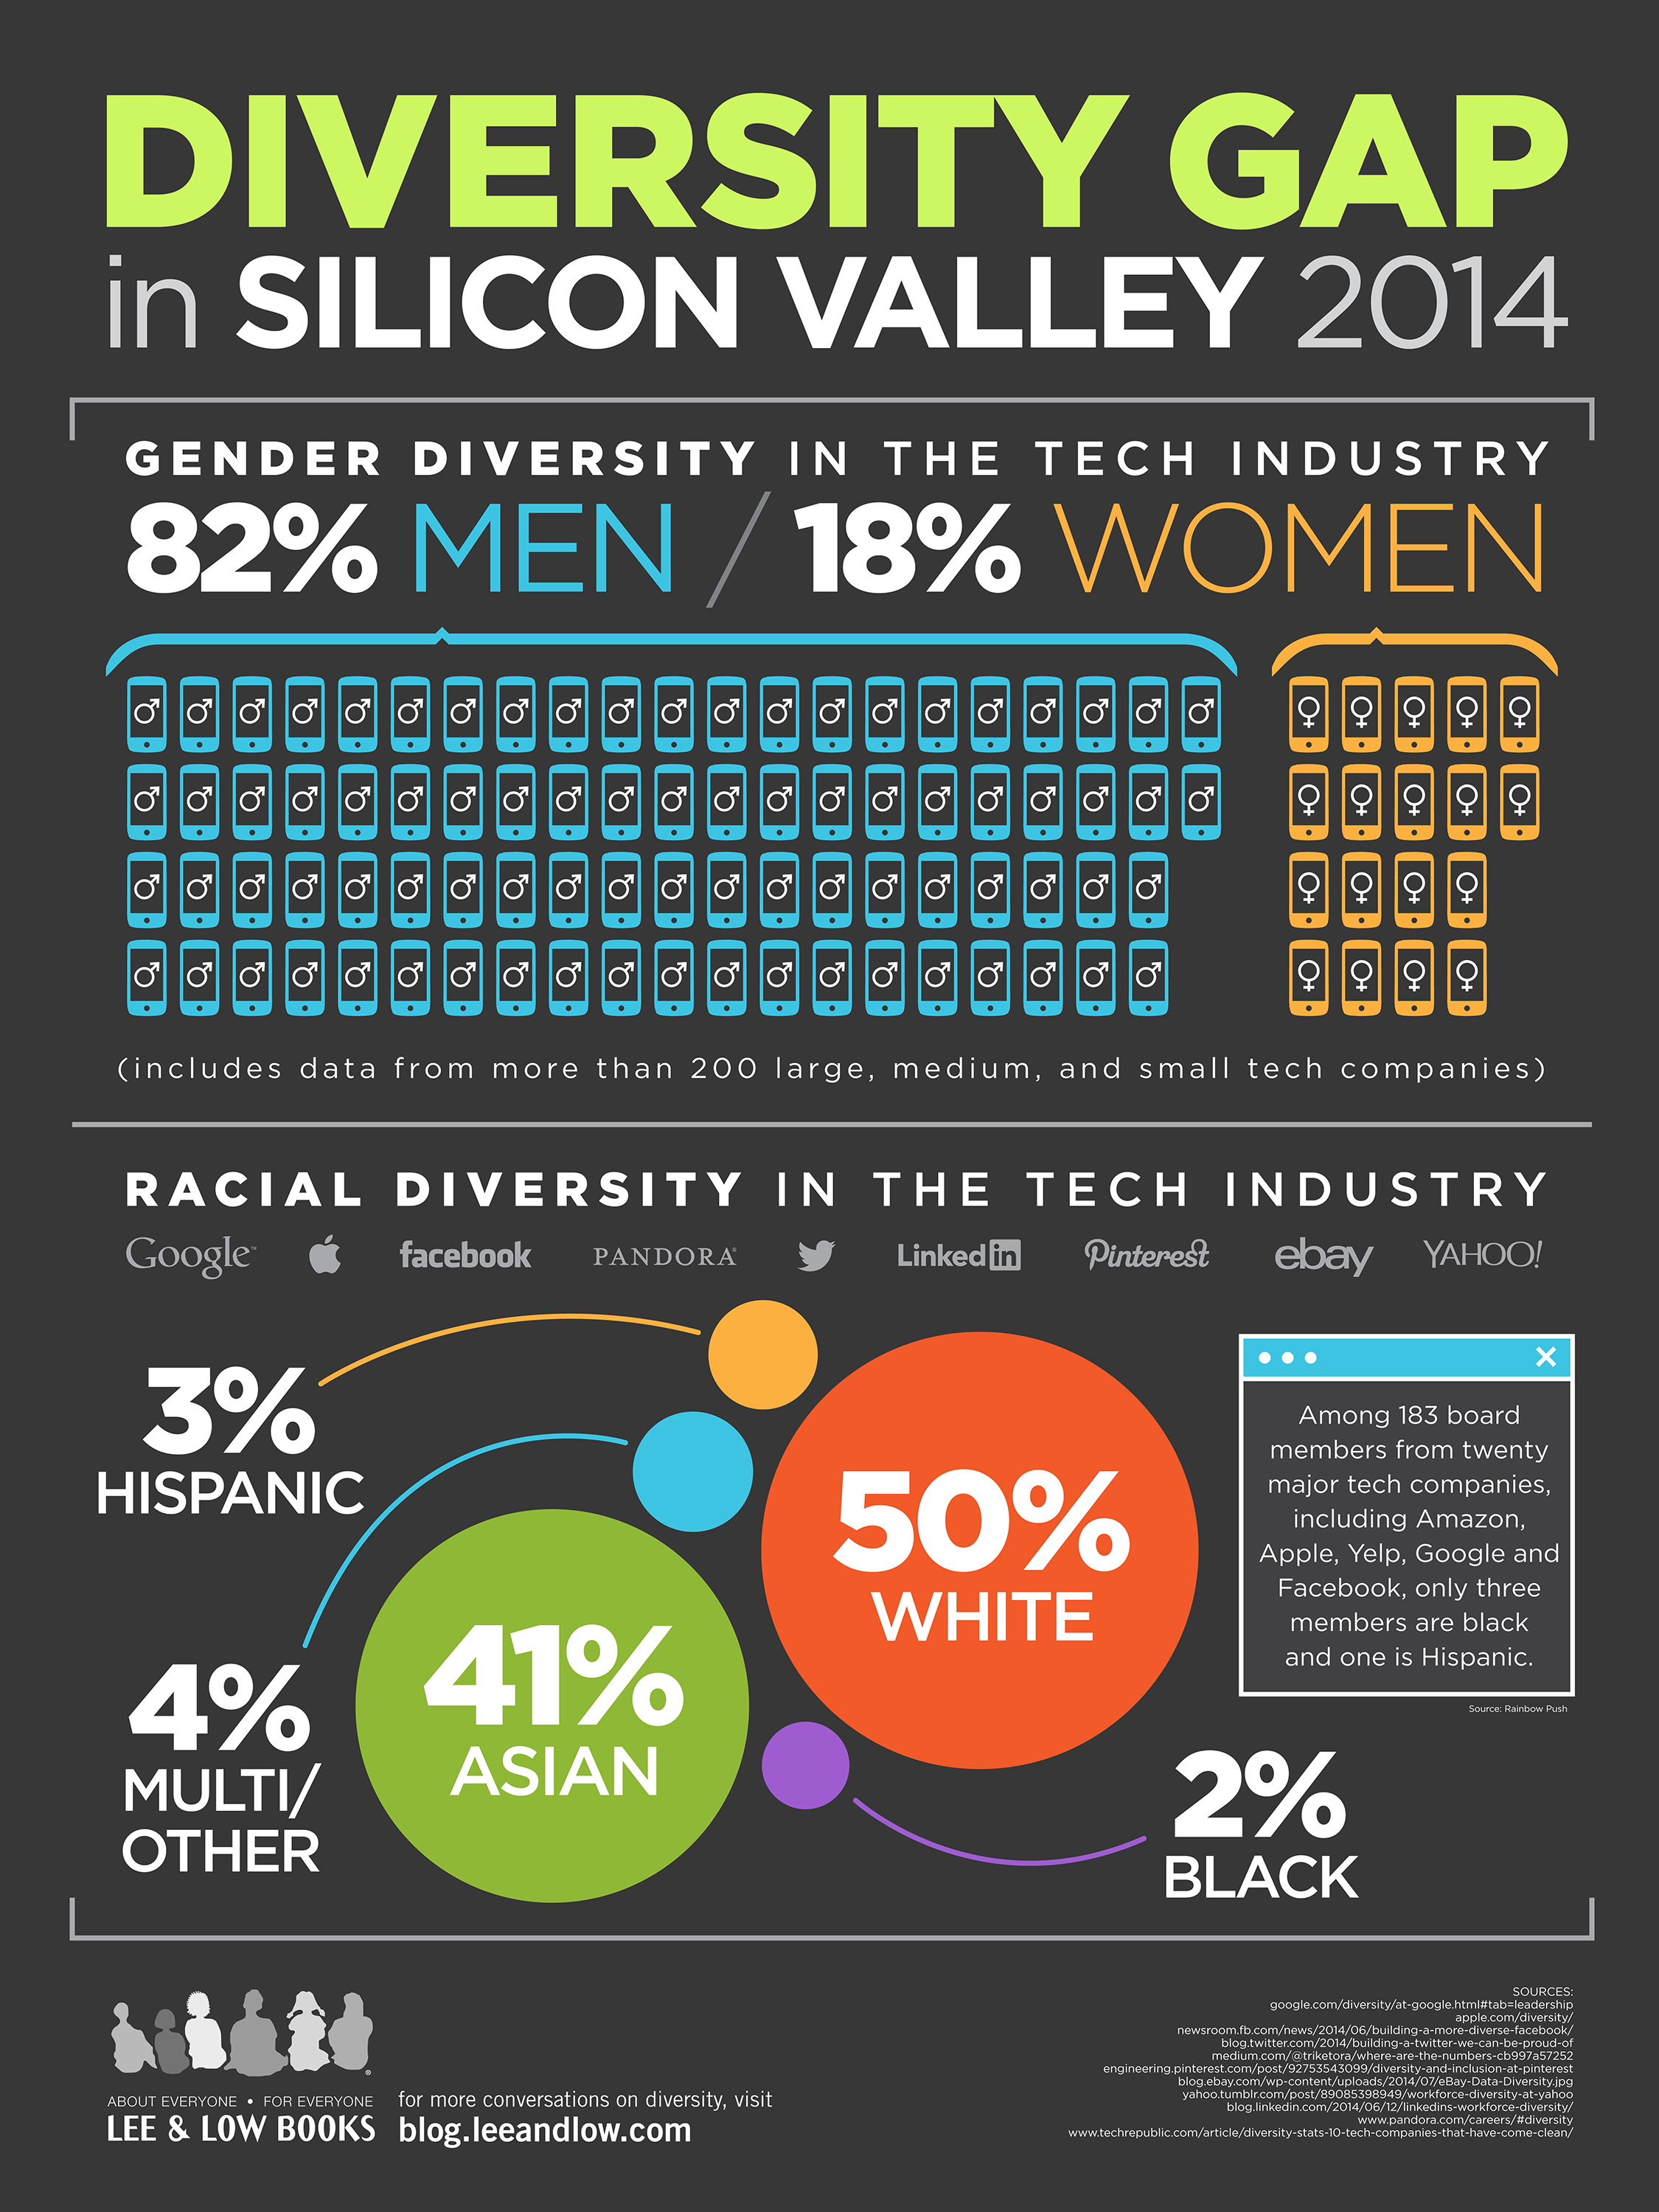 DIVERSITY GAP
in SILICON VALLEY 2014
GENDER DIVERSITY IN THE TECH INDUSTRY
82% MEN / 18% WOMEN
(includes data from more than 200 large, medium, and small tech companies)
RACIAL DIVERSITY IN THE TECH INDUSTRY
Google™ facebook PANDORA® Linked in Pinterest ebay YAHOO!
3%
HISPANIC
4%
MULTI/
OTHER
41%
ASIAN
50%
WHITE
Among 183 board
members from twenty
major tech companies,
including Amazon,
Apple, Yelp, Google and
Facebook, only three
members are black
and one is Hispanic.
Source: Rainbow Push
2%
BLACK
ABOUT EVERYONE • FOR EVERYONE
LEE & LOW BOOKS
for more conversations on diversity, visit
blog.leeandlow.com
SOURCES:
google.com/diversity/at-google.html#tab=leadership
apple.com/diversity/
newsroom.fb.com/news/2014/06/building-a-more-diverse-facebook/
blog.twitter.com/2014/building-a-twitter-we-can-be-proud-of
medium.com/@triketora/where-are-the-numbers-cb997a57252
engineering.pinterest.com/post/92753543099/diversity-and-inclusion-at-pinterest
blog.ebay.com/wp-content/uploads/2014/07/eBay-Data-Diversity.jpg
yahoo.tumblr.com/post/89085398949/workforce-diversity-at-yahoo
blog.linkedin.com/2014/06/12/linkedins-workforce-diversity/
www.pandora.com/careers/#diversity
www.techrepublic.com/article/diversity-stats-10-tech-companies-that-have-come-clean/